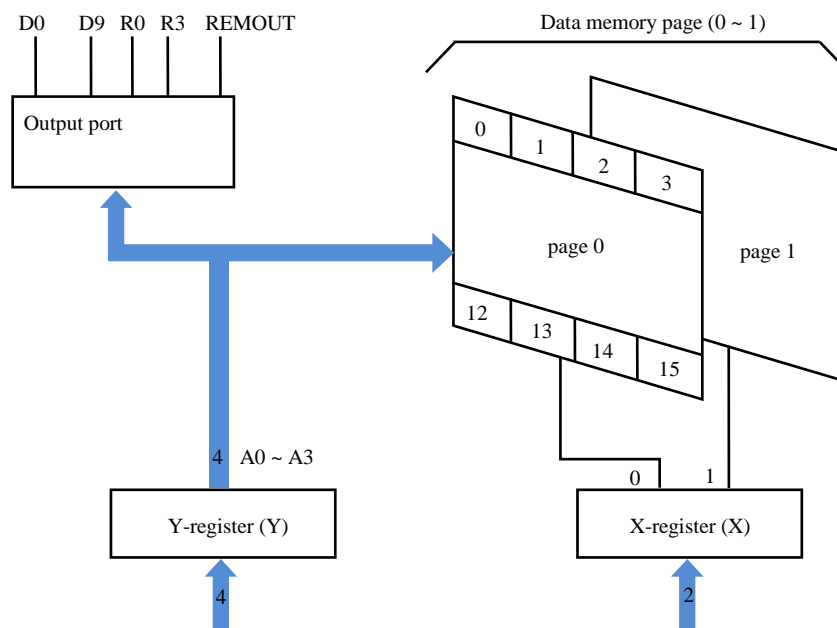 D0 D9 R0 R3 REMOUT
Data memory page (0 ~ 1)
Output port
0 1 2 3
page 0
page 1
12 13 14 15
4 A0 ~ A3
0 1
Y-register (Y)
X-register (X)
4
2